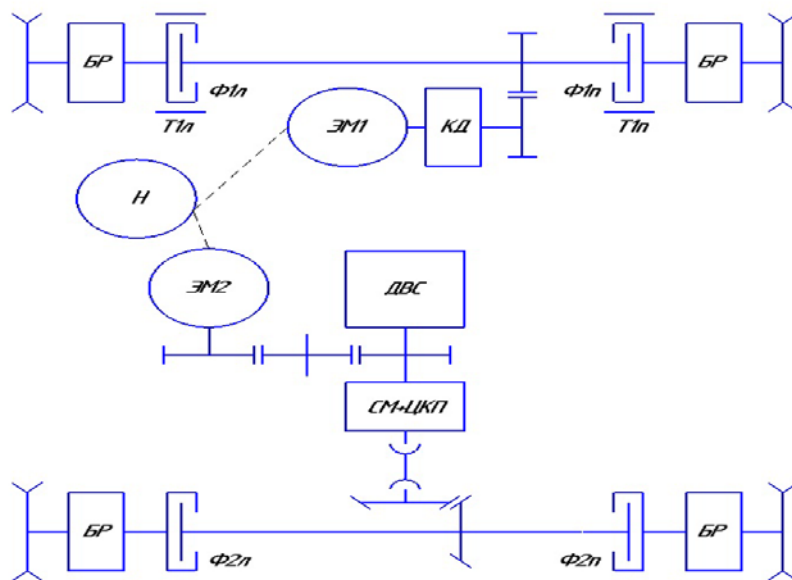 БР
БР
Ф1л
Ф1п
Т1л
ЭМ1
КД
Т1п
Н
ЭМ2
ДВС
СМ+ЦКП
БР
БР
Ф2л
Ф2п